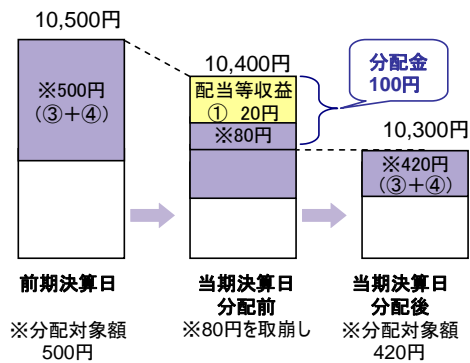 10,500円
※500円
(③+④)
10,400円
配当等収益
① 20円
※80円
分配金
100円
10,300円
※420円
(③+④)
前期決算日
※分配対象額
500円
当期決算日
分配前
※80円を取崩し
当期決算日
分配後
※分配対象額
420円